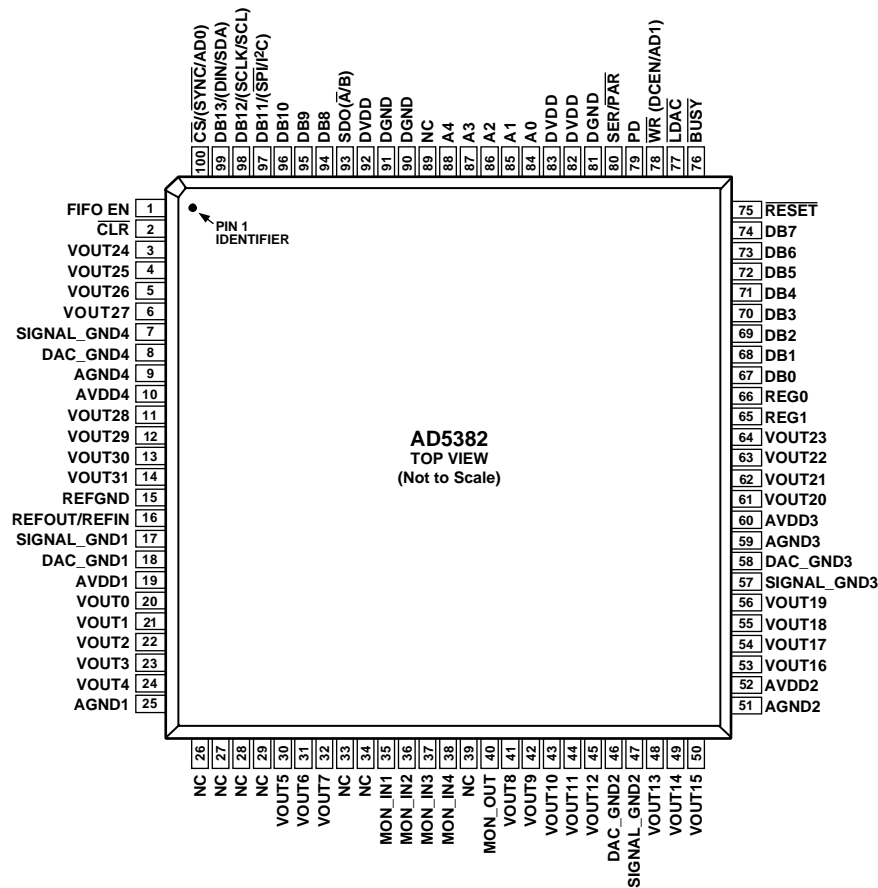 CS/(SYNC/AD0)
DB13/(DIN/SDA)
DB12/(SCLK/SCL)
DB11/(SPI/I²C)
DB10
DB9
DB8
SDO(A/B)
DVDD
DGND
DGND
NC
A4
A3
A2
A1
A0
DVDD
DVDD
DGND
SER/PAR
PD
WR (DCEN/AD1)
LDAC
BUSY
100 99 98 97 96 95 94 93 92 91 90 89 88 87 86 85 84 83 82 81 80 79 78 77 76
FIFO EN 1
CLR 2
VOUT24 3
VOUT25 4
VOUT26 5
VOUT27 6
SIGNAL_GND4 7
DAC_GND4 8
AGND4 9
AVDD4 10
VOUT28 11
VOUT29 12
VOUT30 13
VOUT31 14
REFGND 15
REFOUT/REFIN 16
SIGNAL_GND1 17
DAC_GND1 18
AVDD1 19
VOUT0 20
VOUT1 21
VOUT2 22
VOUT3 23
VOUT4 24
AGND1 25
PIN 1
IDENTIFIER
AD5382
TOP VIEW
(Not to Scale)
75 RESET
74 DB7
73 DB6
72 DB5
71 DB4
70 DB3
69 DB2
68 DB1
67 DB0
66 REG0
65 REG1
64 VOUT23
63 VOUT22
62 VOUT21
61 VOUT20
60 AVDD3
59 AGND3
58 DAC_GND3
57 SIGNAL_GND3
56 VOUT19
55 VOUT18
54 VOUT17
53 VOUT16
52 AVDD2
51 AGND2
26 27 28 29 30 31 32 33 34 35 36 37 38 39 40 41 42 43 44 45 46 47 48 49 50
NC
NC
NC
NC
VOUT5
VOUT6
VOUT7
NC
NC
MON_IN1
MON_IN2
MON_IN3
MON_IN4
NC
MON_OUT
VOUT8
VOUT9
VOUT10
VOUT11
VOUT12
DAC_GND2
SIGNAL_GND2
VOUT13
VOUT14
VOUT15